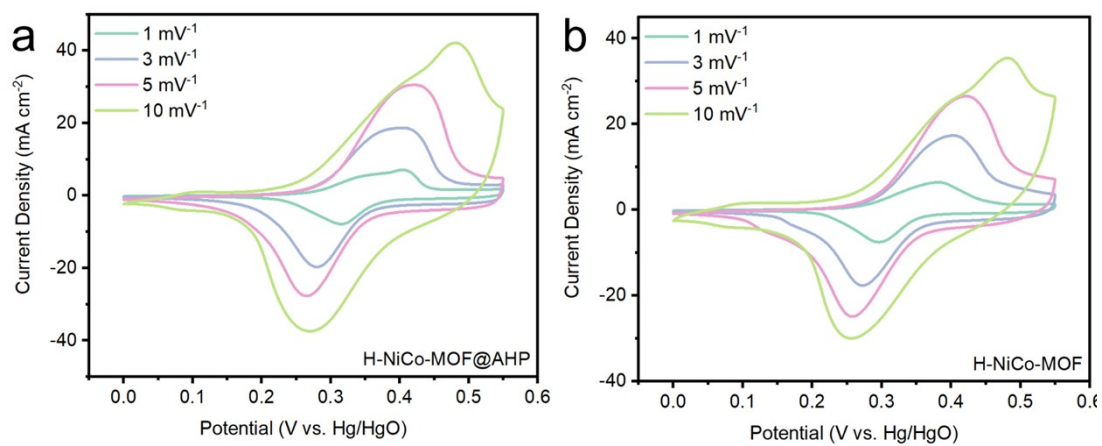 a
1 mV-1
3 mV-1
5 mV-1
10 mV-1
40
20
0
-20
-40
Current Density (mA cm-2)
0.0
0.1
0.2
0.3
0.4
0.5
0.6
Potential (V vs. Hg/HgO)
H-NiCo-MOF@AHP
b
1 mV-1
3 mV-1
5 mV-1
10 mV-1
40
20
0
-20
-40
Current Density (mA cm-2)
0.0
0.1
0.2
0.3
0.4
0.5
0.6
Potential (V vs. Hg/HgO)
H-NiCo-MOF